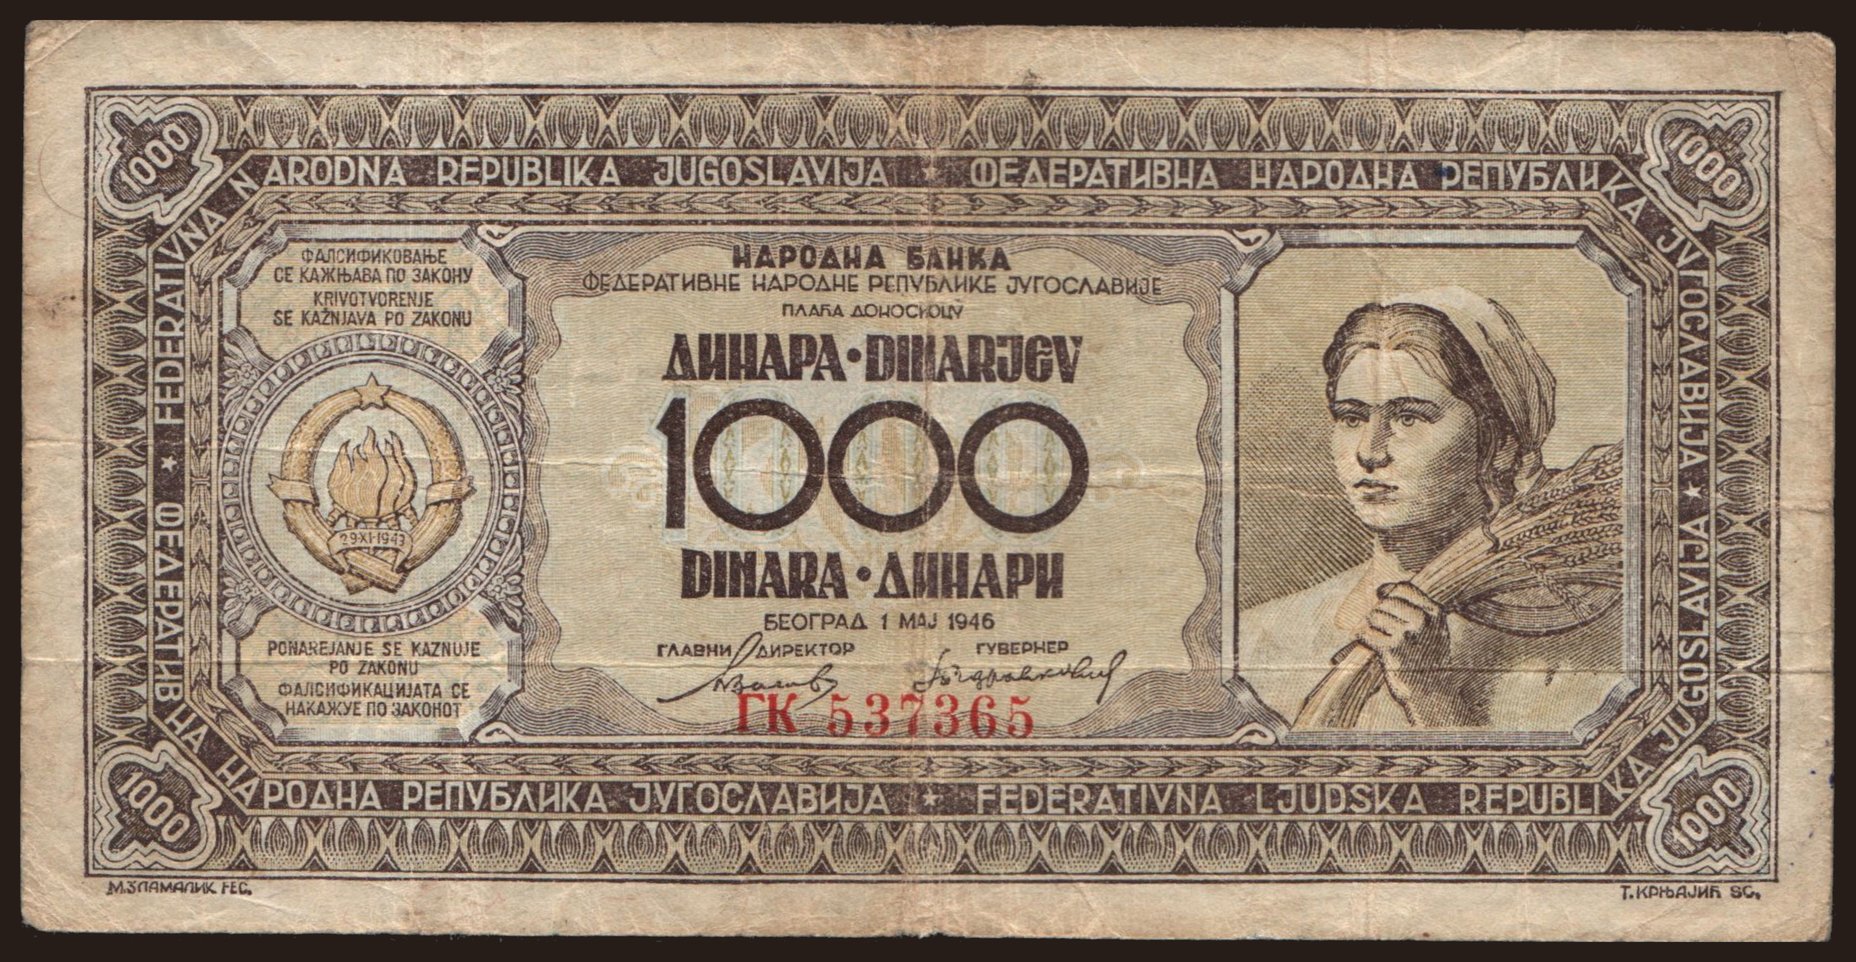 1000
1000
FEDERATIVNA NARODNA REPUBLIKA JUGOSLAVIJA
ФЕДЕРАТИВНА НАРОДНА РЕПУБЛИКА ЈУГОСЛАВИЈА
ФАЛСИФИКОВАЊЕ
СЕ КАЖЊАВА ПО ЗАКОНУ
KRIVOTVORENJE
SE KAŽNJAVA PO ZAKONU
НАРОДНА БАНКА
ФЕДЕРАТИВНЕ НАРОДНЕ РЕПУБЛИКЕ ЈУГОСЛАВИЈЕ
ПЛАЋА ДОНОСИОЦУ
ДИНАРА • DINARJEV
1000
DINARA • ДИНАРИ
29·XI·1943
БЕОГРАД 1 МАЈ 1946
ГЛАВНИ ДИРЕКТОР ГУВЕРНЕР
PONAREJANJE SE KAZNUJE
PO ZAKONU
ФАЛСИФИКАЦИЈАТА СЕ
НАКАЖУЕ ПО ЗАКОНОТ
ГК 537365
ФЕДЕРАТИВНА НАРОДНА РЕПУБЛИКА ЈУГОСЛАВИЈА ★ FEDERATIVNA LJUDSKA REPUBLIKA JUGOSLAVIJA ★
1000
1000
М.ЗЛАМАЛИК FEC.
Т.КРЊАЈИЋ SC.